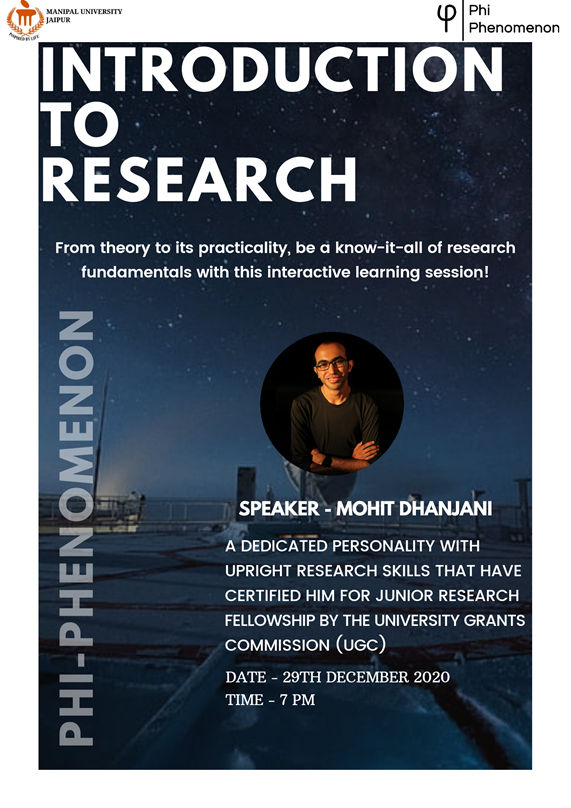 MANIPAL UNIVERSITY
JAIPUR
INSPIRED BY LIFE
φ Phi
Phenomenon
INTRODUCTION
TO
RESEARCH
From theory to its practicality, be a know-it-all of research
fundamentals with this interactive learning session!
PHI-PHENOMENON
SPEAKER - MOHIT DHANJANI
A DEDICATED PERSONALITY WITH
UPRIGHT RESEARCH SKILLS THAT HAVE
CERTIFIED HIM FOR JUNIOR RESEARCH
FELLOWSHIP BY THE UNIVERSITY GRANTS
COMMISSION (UGC)
DATE - 29TH DECEMBER 2020
TIME - 7 PM